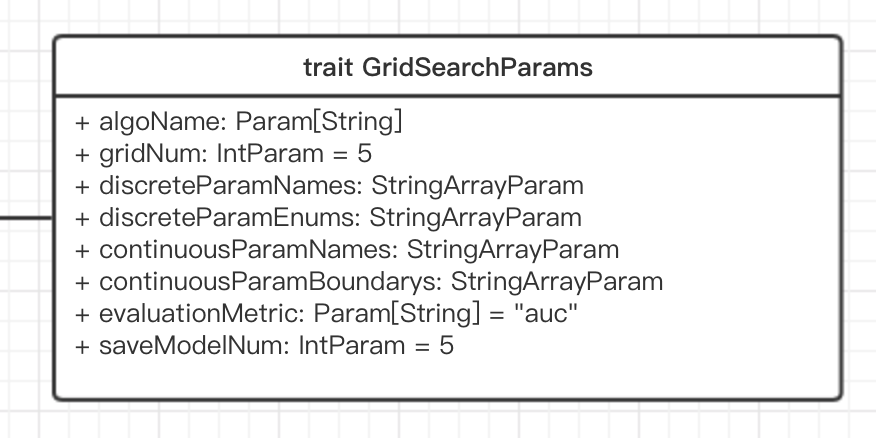 trait GridSearchParams
+ algoName: Param[String]
+ gridNum: IntParam = 5
+ discreteParamNames: StringArrayParam
+ discreteParamEnums: StringArrayParam
+ continuousParamNames: StringArrayParam
+ continuousParamBoundarys: StringArrayParam
+ evaluationMetric: Param[String] = "auc"
+ saveModelNum: IntParam = 5